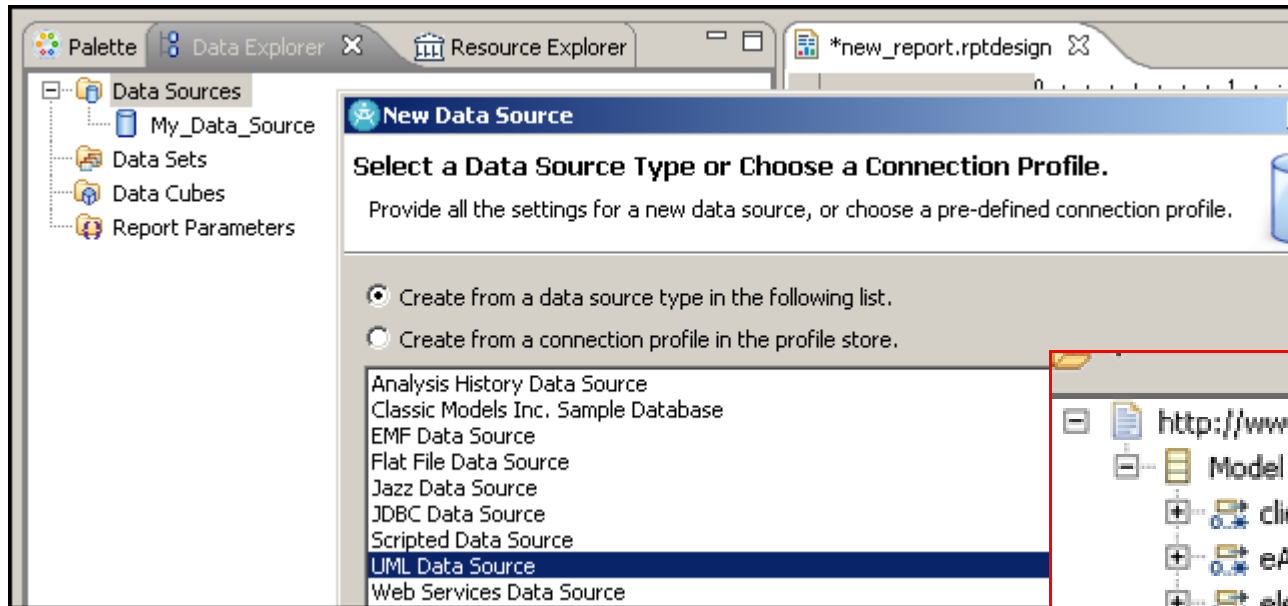 Palette
Data Explorer
Resource Explorer
*new_report.rptdesign
Data Sources
My_Data_Source
Data Sets
Data Cubes
Report Parameters
New Data Source
Select a Data Source Type or Choose a Connection Profile.
Provide all the settings for a new data source, or choose a pre-defined connection profile.
Create from a data source type in the following list.
Create from a connection profile in the profile store.
Analysis History Data Source
Classic Models Inc. Sample Database
EMF Data Source
Flat File Data Source
Jazz Data Source
JDBC Data Source
Scripted Data Source
UML Data Source
Web Services Data Source
http://www
Model
cli
eA